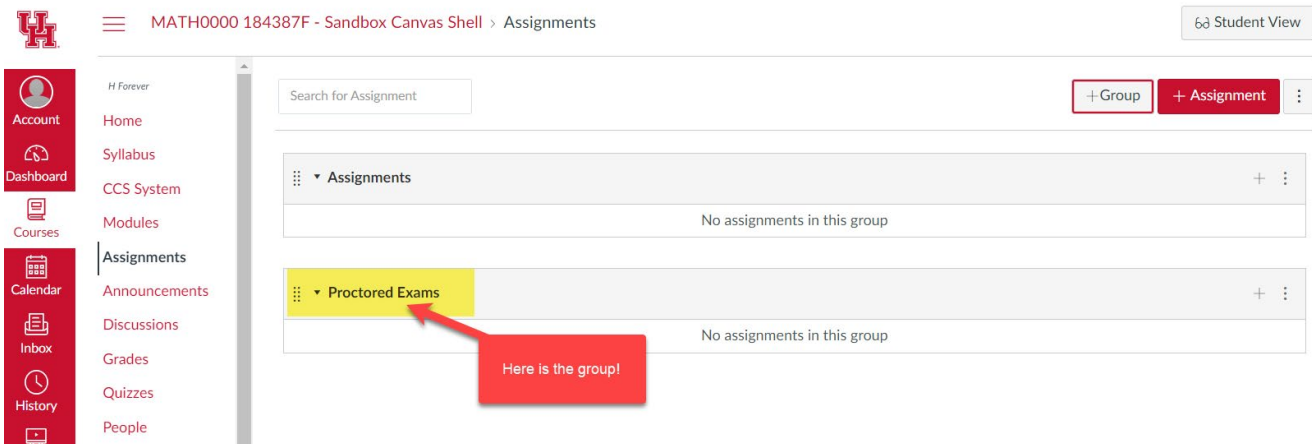 UH
MATH0000 184387F - Sandbox Canvas Shell > Assignments
Student View
Account
Dashboard
Courses
Calendar
Inbox
History
H Forever
Home
Syllabus
CCS System
Modules
Assignments
Announcements
Discussions
Grades
Quizzes
People
Search for Assignment
+Group
+ Assignment
Assignments
No assignments in this group
Proctored Exams
No assignments in this group
Here is the group!